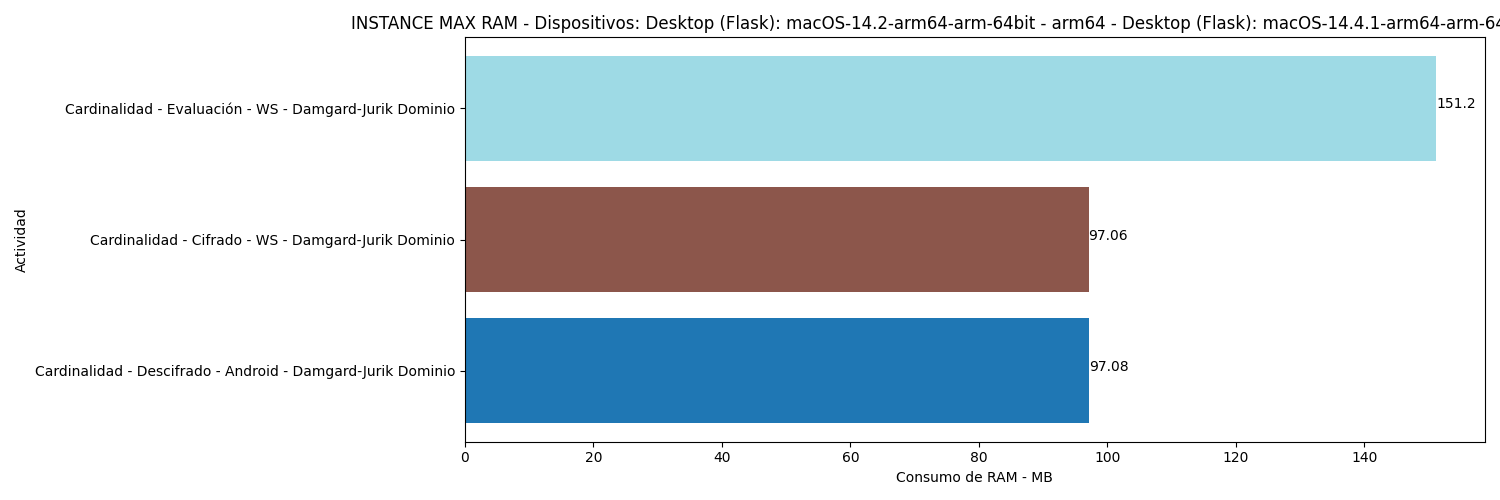 INSTANCE MAX RAM - Dispositivos: Desktop (Flask): macOS-14.2-arm64-arm-64bit - arm64 - Desktop (Flask): macOS-14.4.1-arm64-arm-64
Cardinalidad - Evaluación - WS - Damgard-Jurik Dominio
151.2
Cardinalidad - Cifrado - WS - Damgard-Jurik Dominio
97.06
Cardinalidad - Descifrado - Android - Damgard-Jurik Dominio
97.08
Actividad
0 20 40 60 80 100 120 140
Consumo de RAM - MB